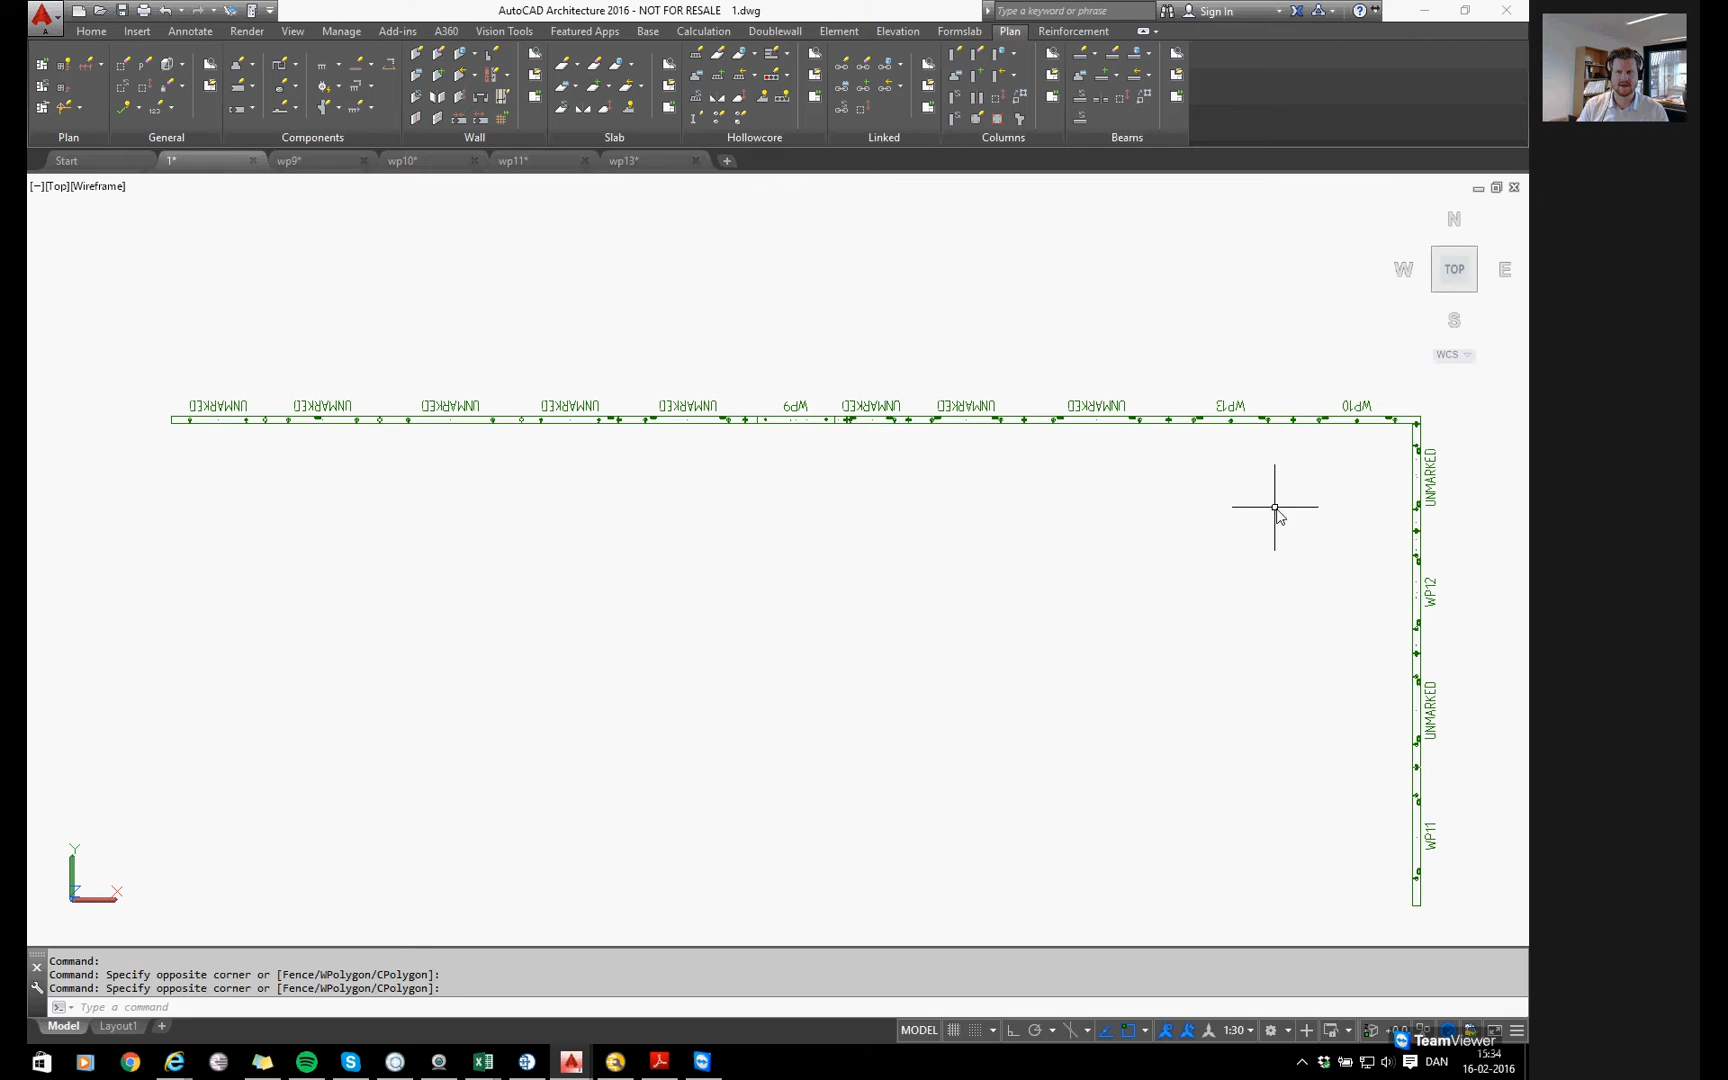 AutoCAD Architecture 2016 - NOT FOR RESALE 1.dwg
Type a keyword or phrase
Sign In
Home Insert Annotate Render View Manage Add-ins A360 Vision Tools Featured Apps Base Calculation Doublewall Element Elevation Formslab Plan Reinforcement
Plan General Components Wall Slab Hollowcore Linked Columns Beams
Start 1* wp9* wp10* wp11* wp13*
[−][Top][Wireframe]
N
W TOP E
S
WCS
UNMARKED UNMARKED UNMARKED UNMARKED UNMARKED WP9 UNMARKED UNMARKED UNMARKED WP13 WP10
UNMARKED
WP12
UNMARKED
WP11
Y
Z X
Command:
Command: Specify opposite corner or [Fence/WPolygon/CPolygon]:
Command: Specify opposite corner or [Fence/WPolygon/CPolygon]:
Type a command
Model Layout1
MODEL 1:30
TeamViewer
DAN
15:34
16-02-2016